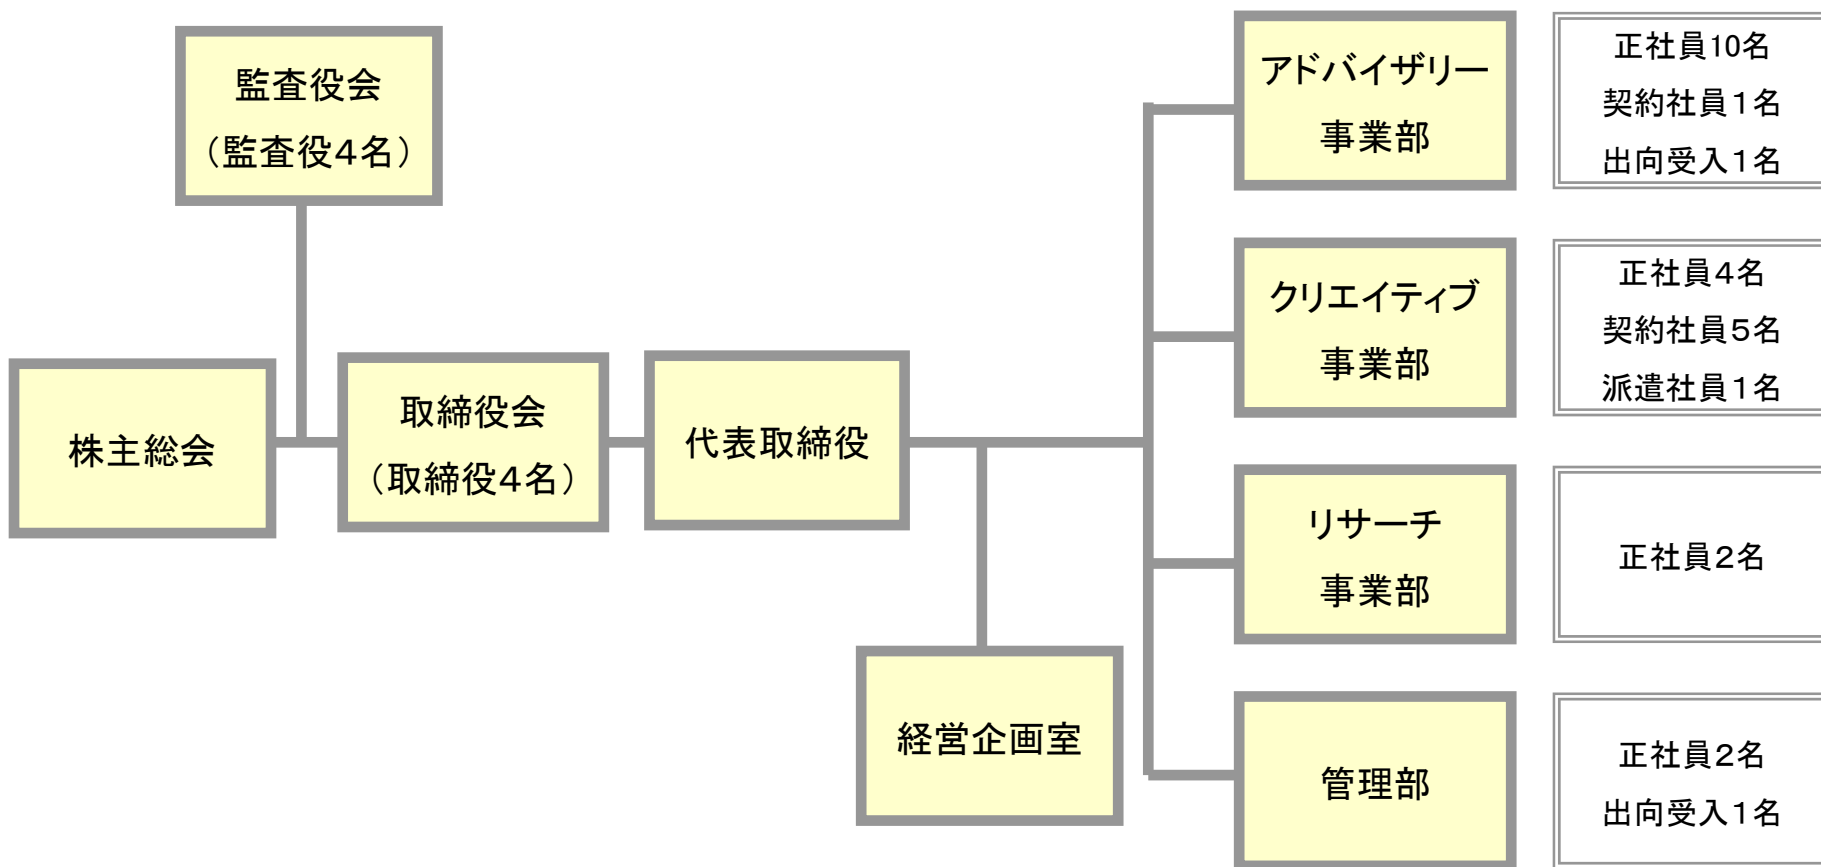 監査役会
（監査役４名）
株主総会
取締役会
（取締役４名）
代表取締役
経営企画室
アドバイザリー
事業部
正社員10名
契約社員１名
出向受入１名
クリエイティブ
事業部
正社員４名
契約社員５名
派遣社員１名
リサーチ
事業部
正社員２名
管理部
正社員２名
出向受入１名